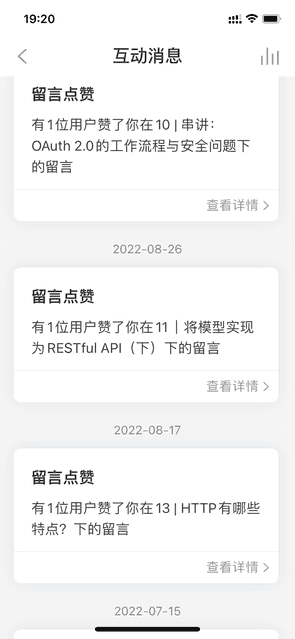 19:20
互动消息
留言点赞
有1位用户赞了你在10 | 串讲：
OAuth 2.0的工作流程与安全问题下
的留言
查看详情
2022-08-26
留言点赞
有1位用户赞了你在11｜将模型实现
为RESTful API（下）下的留言
查看详情
2022-08-17
留言点赞
有1位用户赞了你在13 | HTTP有哪些
特点？下的留言
查看详情
2022-07-15